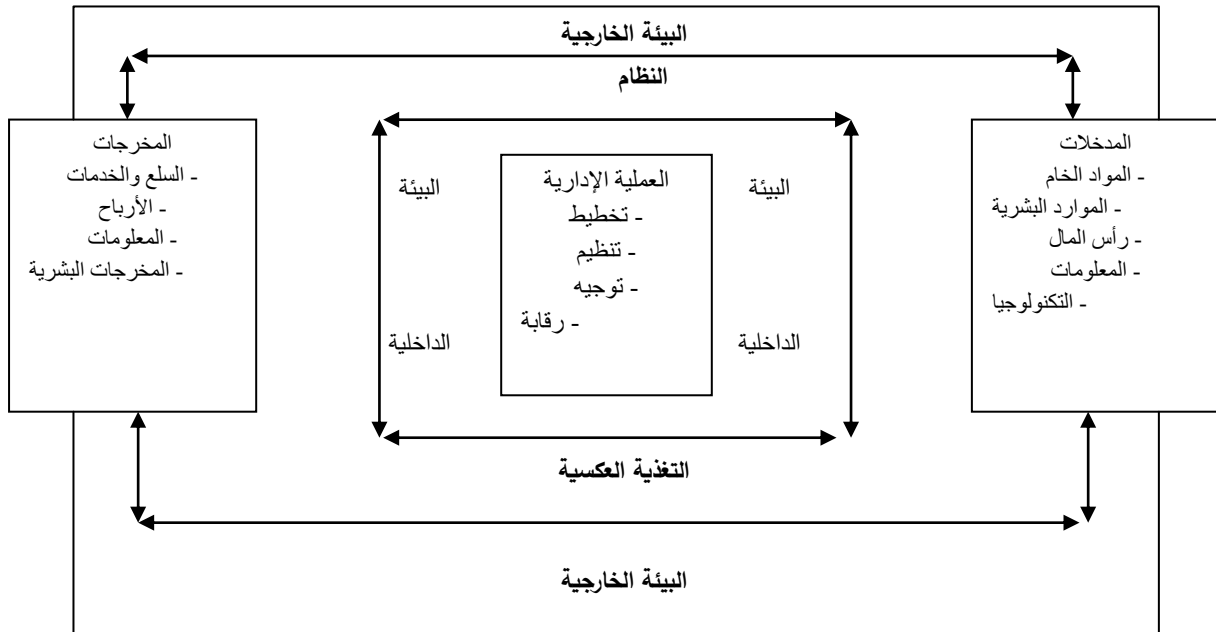 البيئة الخارجية
النظام
المدخلات
- المواد الخام
- الموارد البشرية
- رأس المال
- المعلومات
- التكنولوجيا
البيئة
الداخلية
العملية الإدارية
- تخطيط
- تنظيم
- توجيه
- رقابة
البيئة
الداخلية
المخرجات
- السلع والخدمات
- الأرباح
- المعلومات
- المخرجات البشرية
التغذية العكسية
البيئة الخارجية